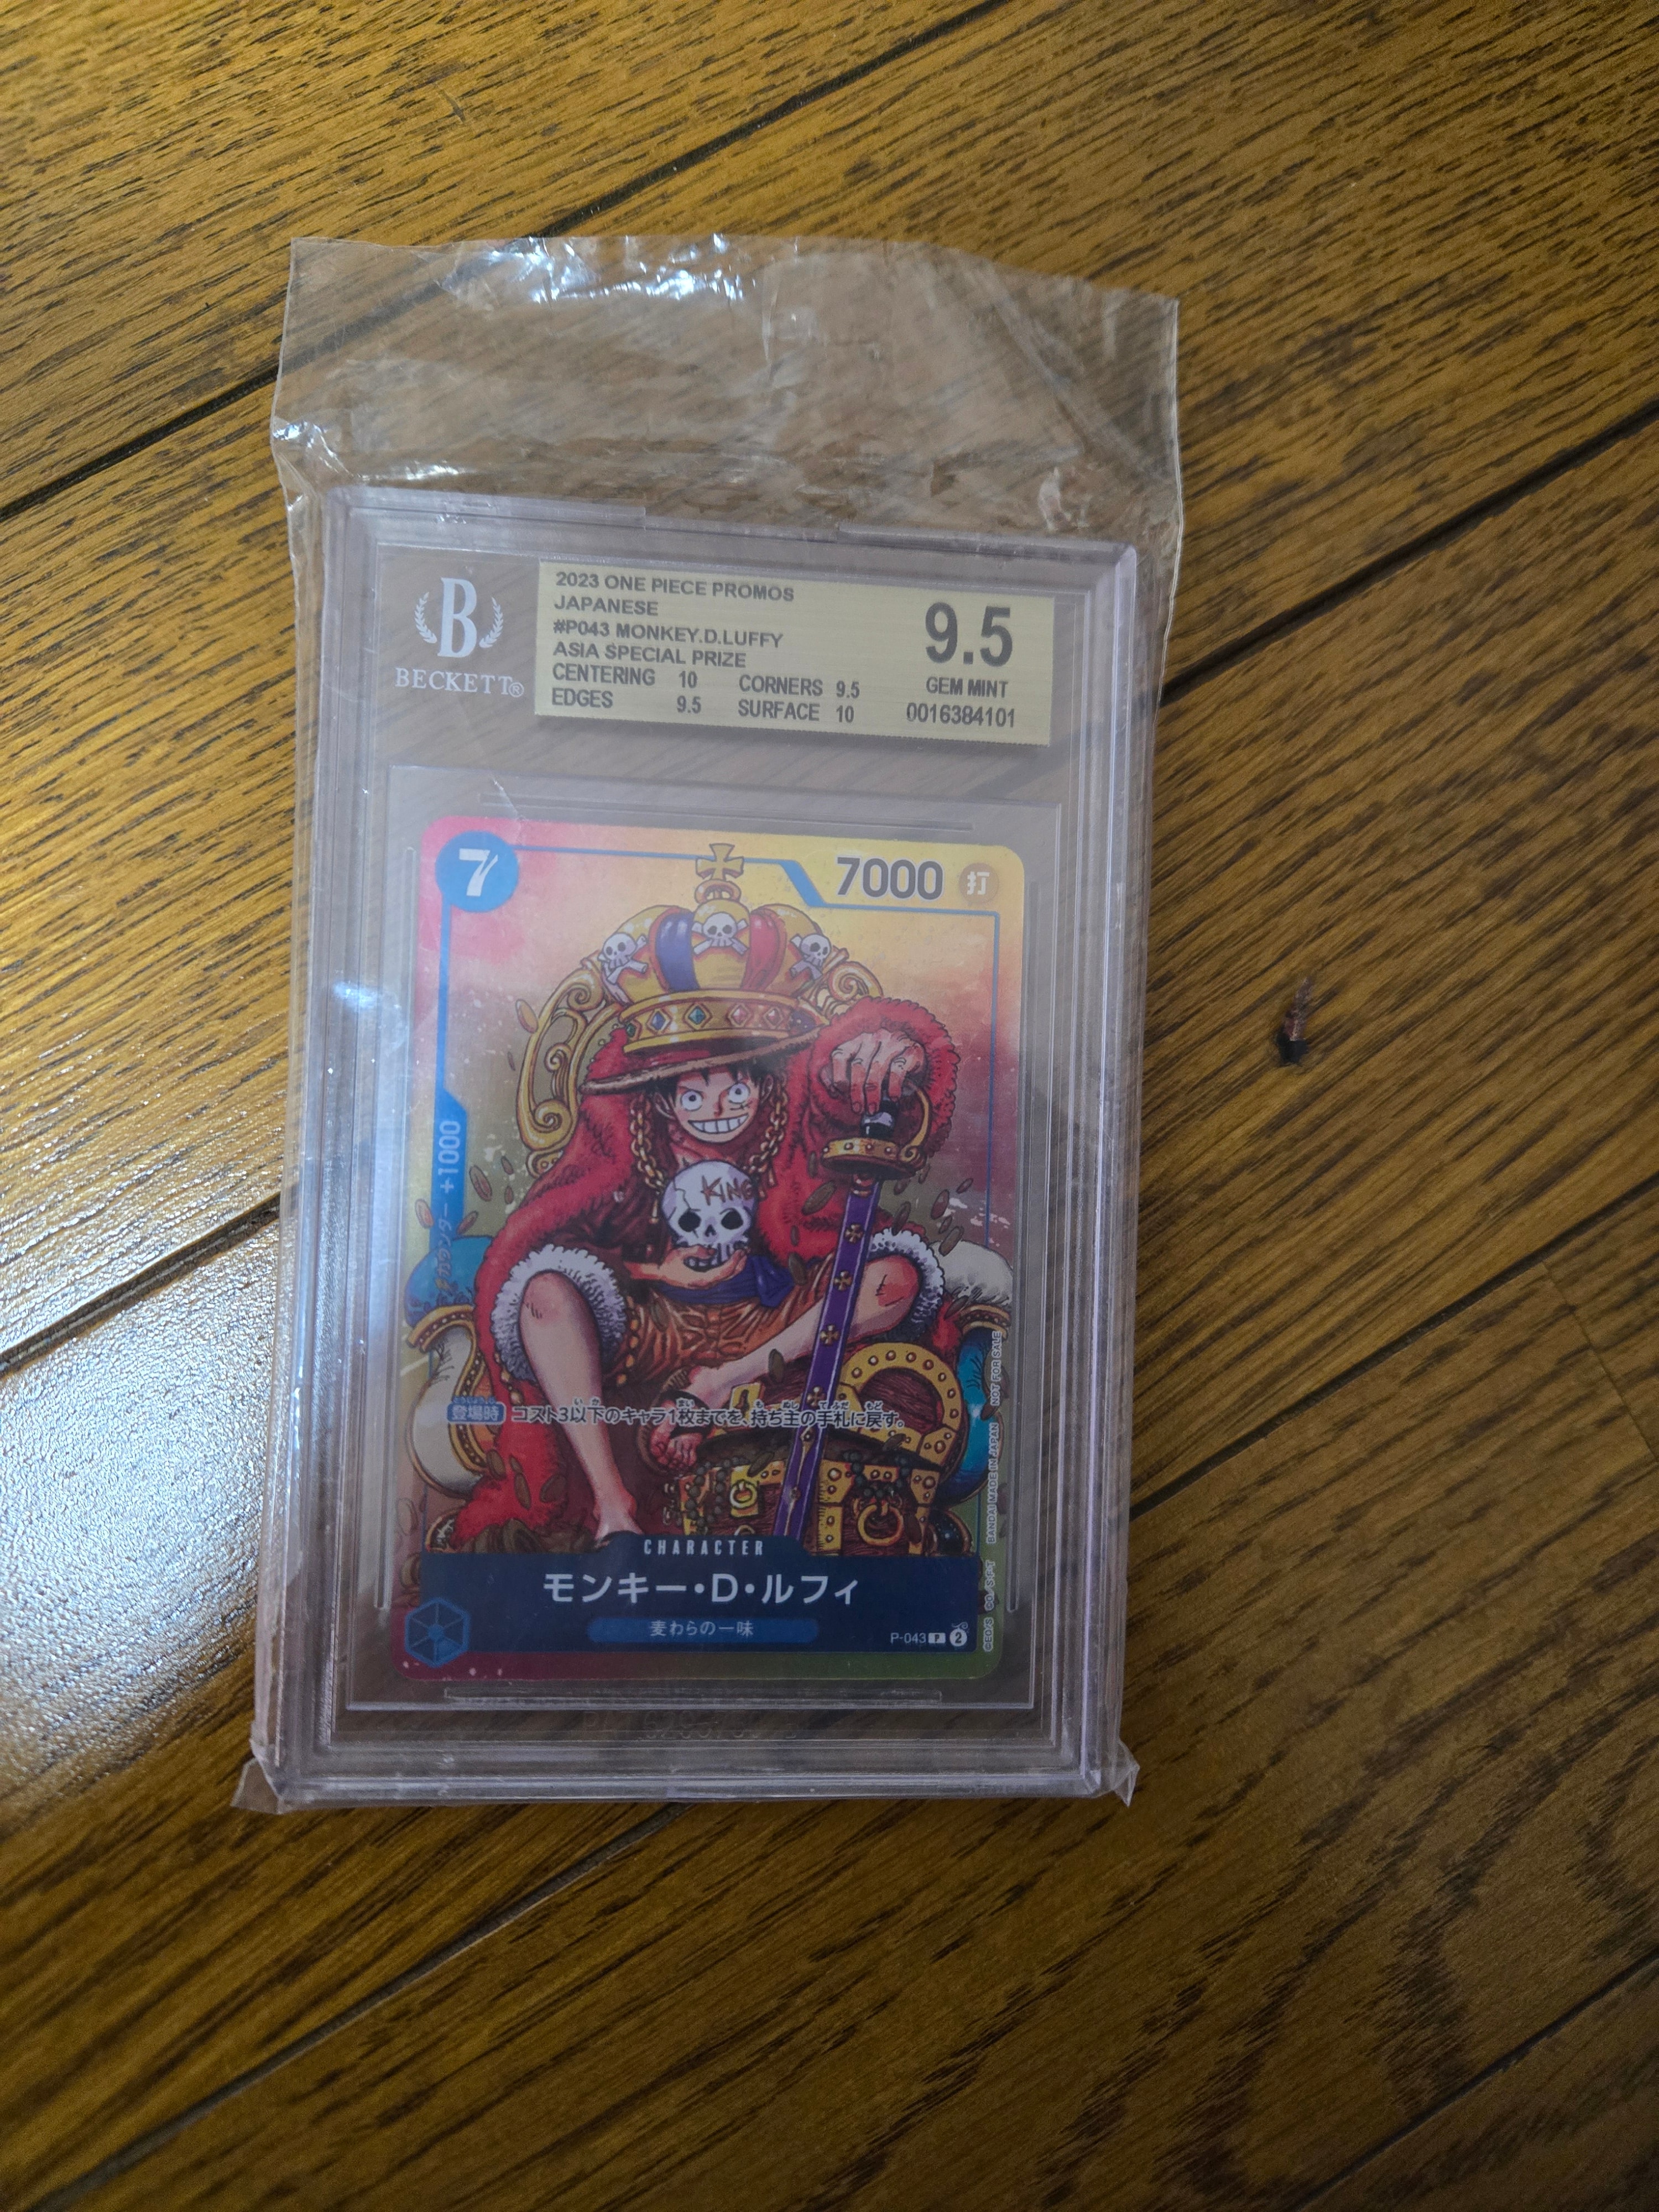 B
BECKETT®
2023 ONE PIECE PROMOS
JAPANESE
#P043 MONKEY.D.LUFFY
ASIA SPECIAL PRIZE
CENTERING 10 CORNERS 9.5
EDGES 9.5 SURFACE 10
9.5
GEM MINT
0016384101
7
7000 打
カウンター +1000
KING
登場時 コスト3以下のキャラ1枚までを、持ち主の手札に戻す。
BANDAI MADE IN JAPAN NOT FOR SALE
CHARACTER
モンキー・D・ルフィ
麦わらの一味
P-043 P 2